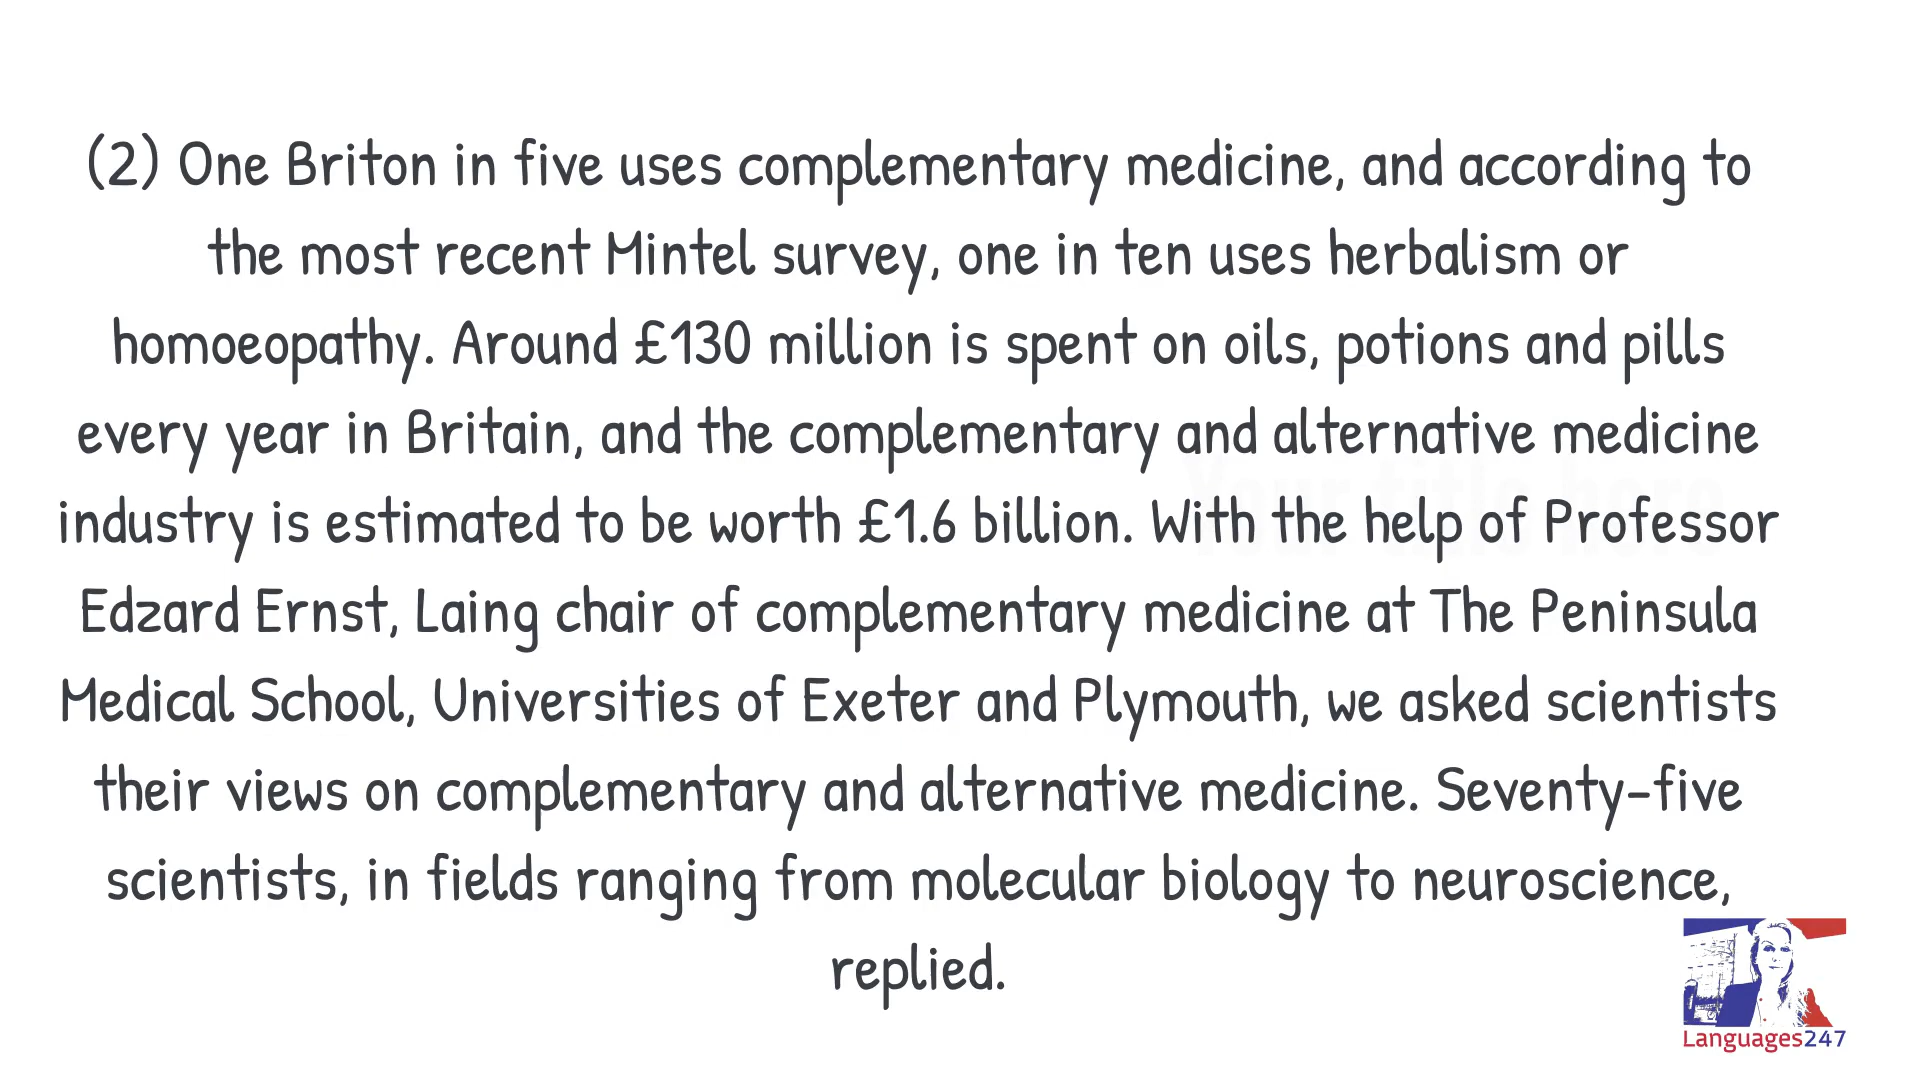 (2) One Briton in five uses complementary medicine, and according to
the most recent Mintel survey, one in ten uses herbalism or
homoeopathy. Around £130 million is spent on oils, potions and pills
every year in Britain, and the complementary and alternative medicine
industry is estimated to be worth £1.6 billion. With the help of Professor
Edzard Ernst, Laing chair of complementary medicine at The Peninsula
Medical School, Universities of Exeter and Plymouth, we asked scientists
their views on complementary and alternative medicine. Seventy-five
scientists, in fields ranging from molecular biology to neuroscience,
replied.
Languages247